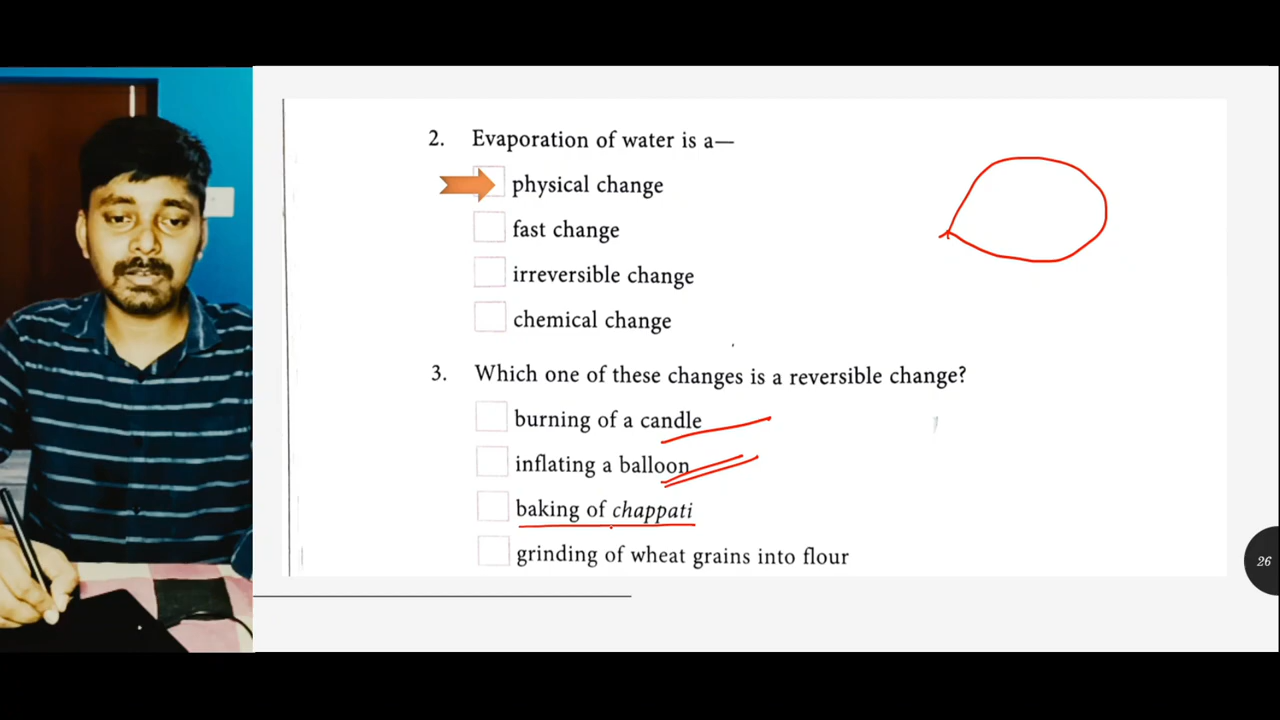 2. Evaporation of water is a—
physical change
fast change
irreversible change
chemical change
3. Which one of these changes is a reversible change?
burning of a candle
inflating a balloon
baking of chappati
grinding of wheat grains into flour
26